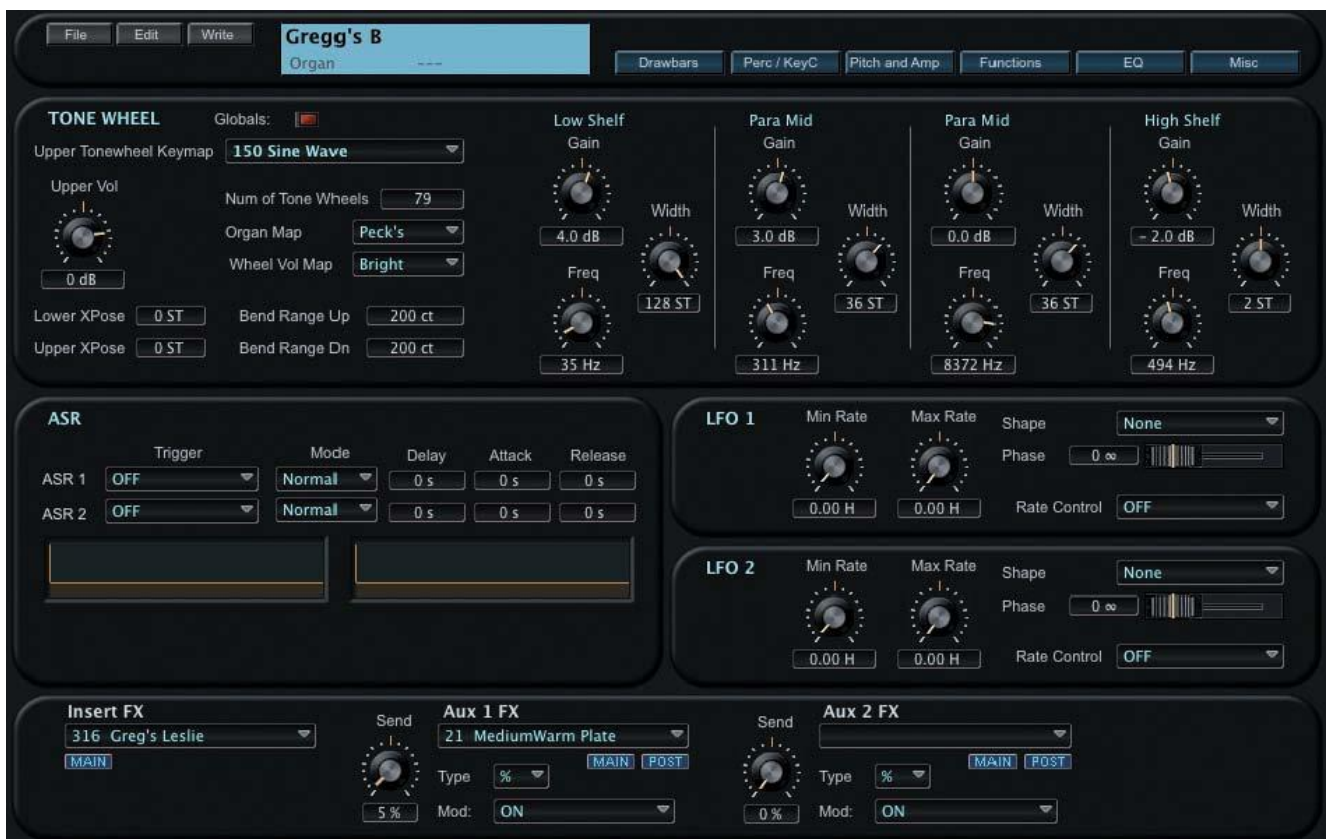 File Edit Write
Gregg's B
Organ ---
Drawbars Perc / KeyC Pitch and Amp Functions EQ Misc
TONE WHEEL Globals:
Upper Tonewheel Keymap 150 Sine Wave
Upper Vol
0 dB
Num of Tone Wheels 79
Organ Map Peck's
Wheel Vol Map Bright
Lower XPose 0 ST Bend Range Up 200 ct
Upper XPose 0 ST Bend Range Dn 200 ct
Low Shelf
Gain
4.0 dB
Width
128 ST
Freq
35 Hz
Para Mid
Gain
3.0 dB
Width
36 ST
Freq
311 Hz
Para Mid
Gain
0.0 dB
Width
36 ST
Freq
8372 Hz
High Shelf
Gain
- 2.0 dB
Width
2 ST
Freq
494 Hz
ASR
Trigger Mode Delay Attack Release
ASR 1 OFF Normal 0 s 0 s 0 s
ASR 2 OFF Normal 0 s 0 s 0 s
LFO 1 Min Rate Max Rate
0.00 H 0.00 H
Shape None
Phase 0 ∞
Rate Control OFF
LFO 2 Min Rate Max Rate
0.00 H 0.00 H
Shape None
Phase 0 ∞
Rate Control OFF
Insert FX
316 Greg's Leslie
MAIN
Send
5 %
Aux 1 FX
21 MediumWarm Plate
MAIN POST
Type %
Mod: ON
Send
0 %
Aux 2 FX
MAIN POST
Type %
Mod: ON